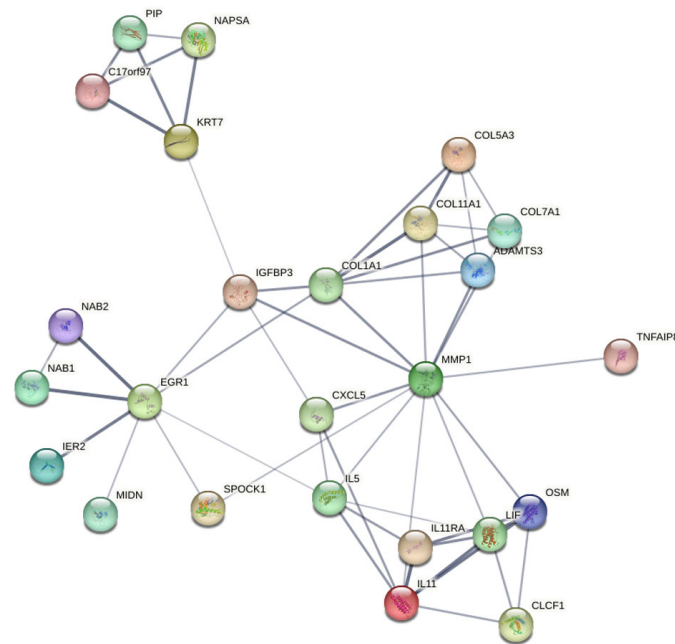 PIP
NAPSA
C17orf97
KRT7
COL5A3
COL11A1
COL7A1
ADAMTS3
IGFBP3
COL1A1
NAB2
TNFAIP8
MMP1
NAB1
EGR1
CXCL5
IER2
IL5
MIDN
SPOCK1
OSM
LIF
IL11RA
IL11
CLCF1